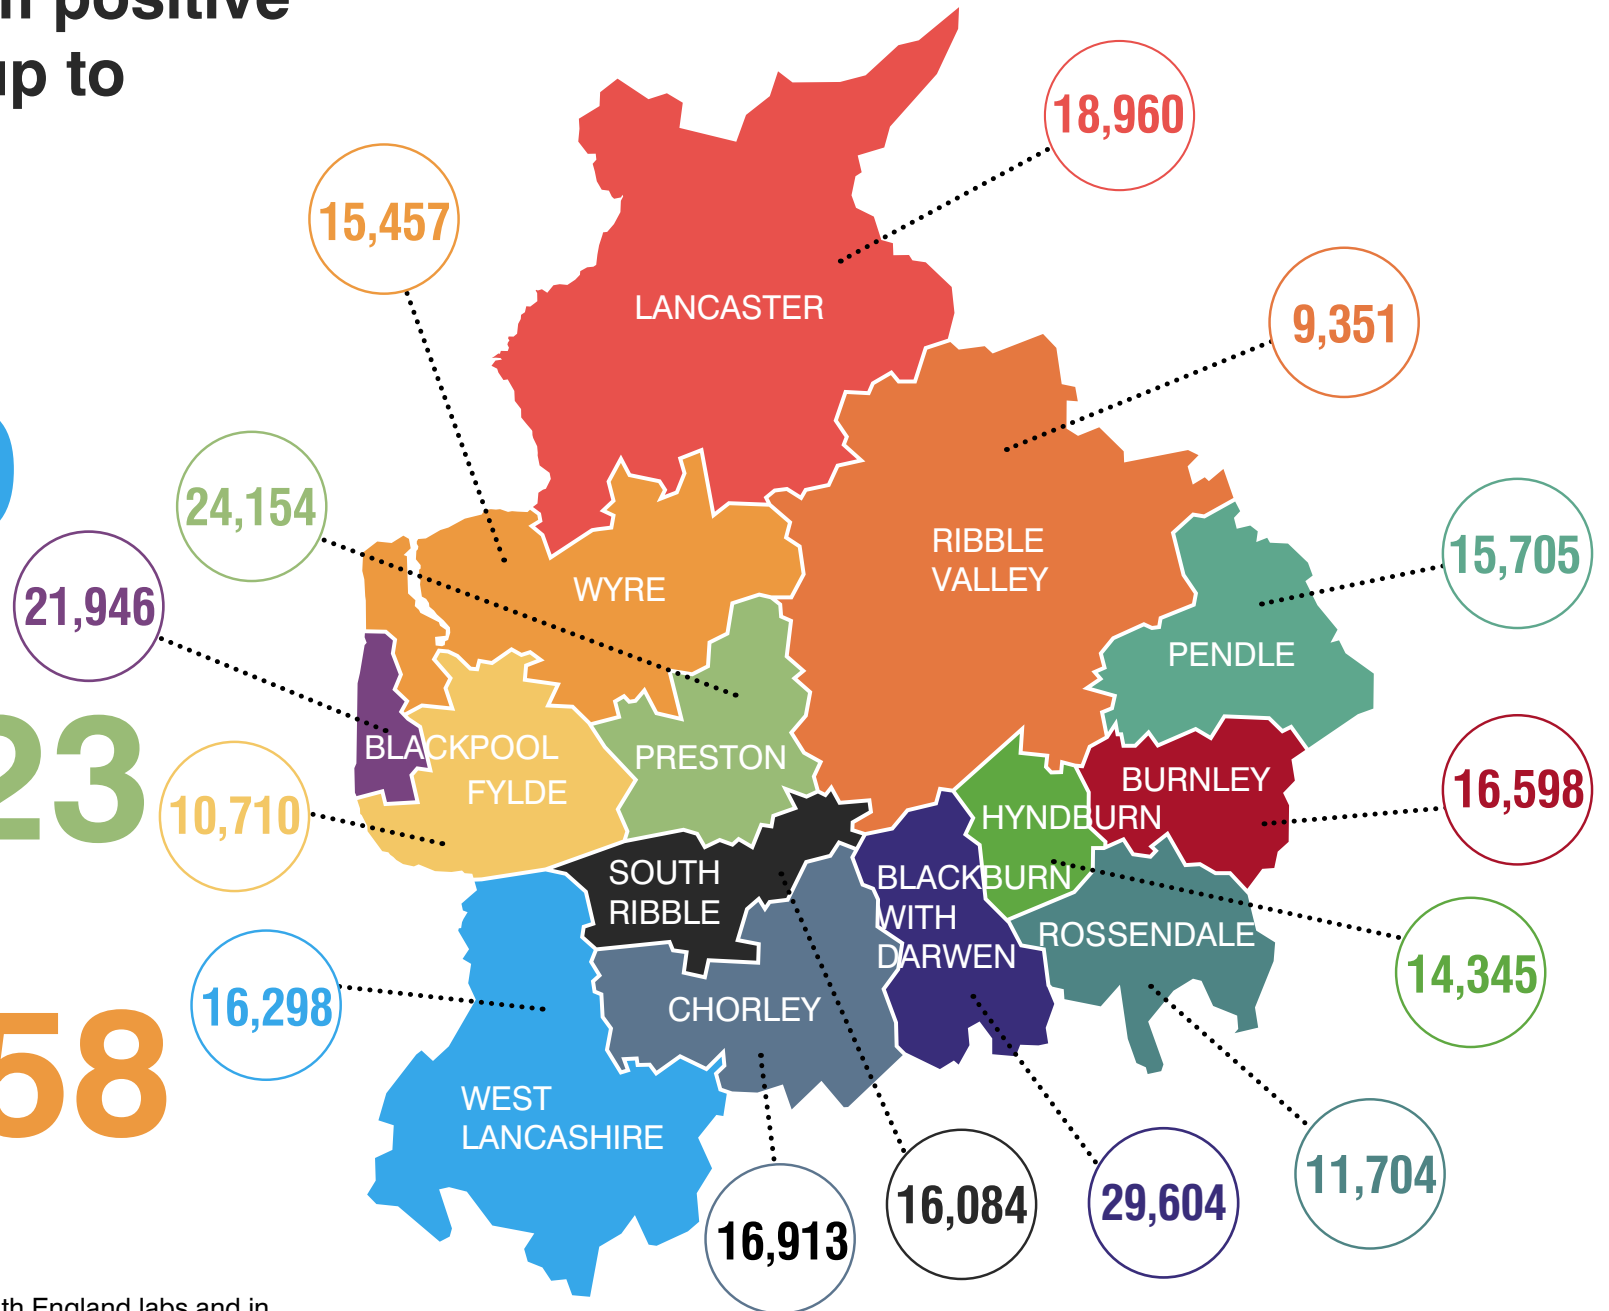 positive
up to
18,960
15,457
9,351
LANCASTER
24,154
RIBBLE
VALLEY
15,705
21,946
WYRE
PENDLE
23
BLACKPOOL
PRESTON
FYLDE
10,710
BURNLEY
16,598
HYNDBURN
SOUTH
RIBBLE
BLACKBURN
WITH
DARWEN
ROSSENDALE
14,345
16,298
CHORLEY
58
WEST
LANCASHIRE
16,913
16,084
29,604
11,704
England labs and in